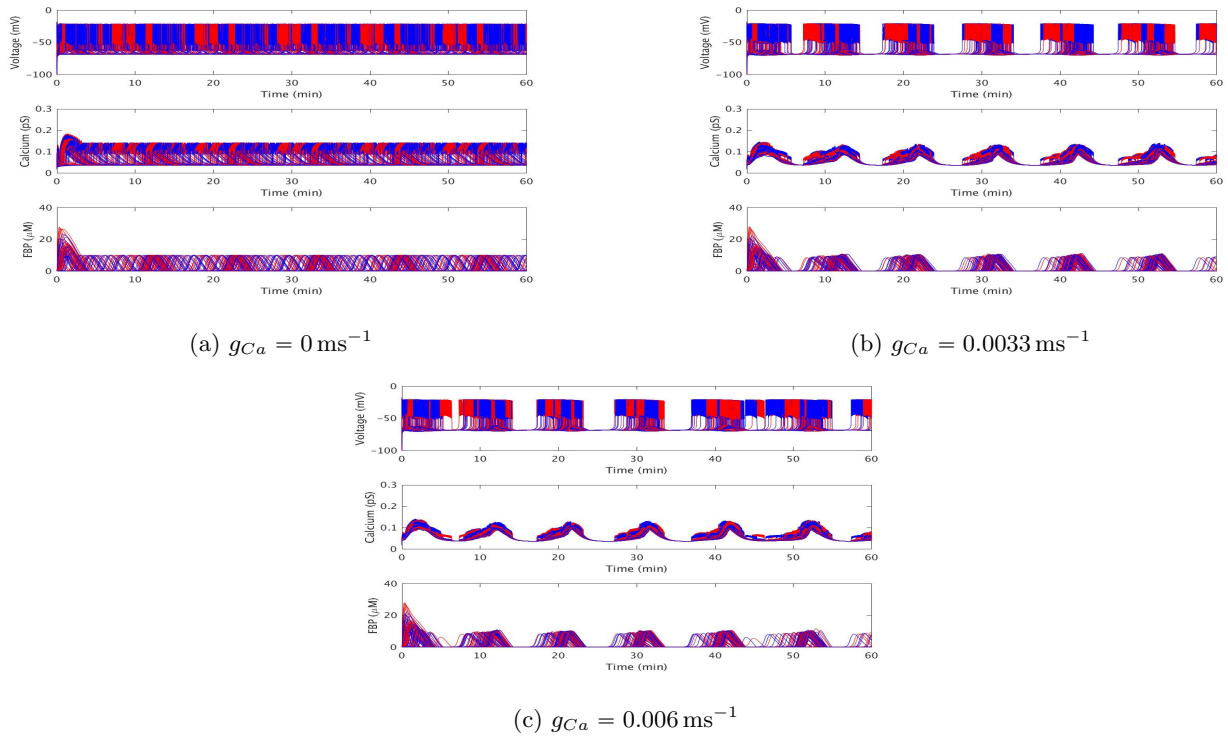 0
−50
−100
Voltage (mV)
0 10 20 30 40 50 60
Time (min)
0.3
0.2
0.1
0
Calcium (pS)
0 10 20 30 40 50 60
Time (min)
40
20
0
FBP (μM)
0 10 20 30 40 50 60
Time (min)
(a) g_{Ca} = 0 ms⁻¹
0
−50
−100
Voltage (mV)
0 10 20 30 40 50 60
Time (min)
0.3
0.2
0.1
0
Calcium (pS)
0 10 20 30 40 50 60
Time (min)
40
20
0
FBP (μM)
0 10 20 30 40 50 60
Time (min)
(b) g_{Ca} = 0.0033 ms⁻¹
0
−50
−100
Voltage (mV)
0 10 20 30 40 50 60
Time (min)
0.3
0.2
0.1
0
Calcium (pS)
0 10 20 30 40 50 60
Time (min)
40
20
0
FBP (μM)
0 10 20 30 40 50 60
Time (min)
(c) g_{Ca} = 0.006 ms⁻¹